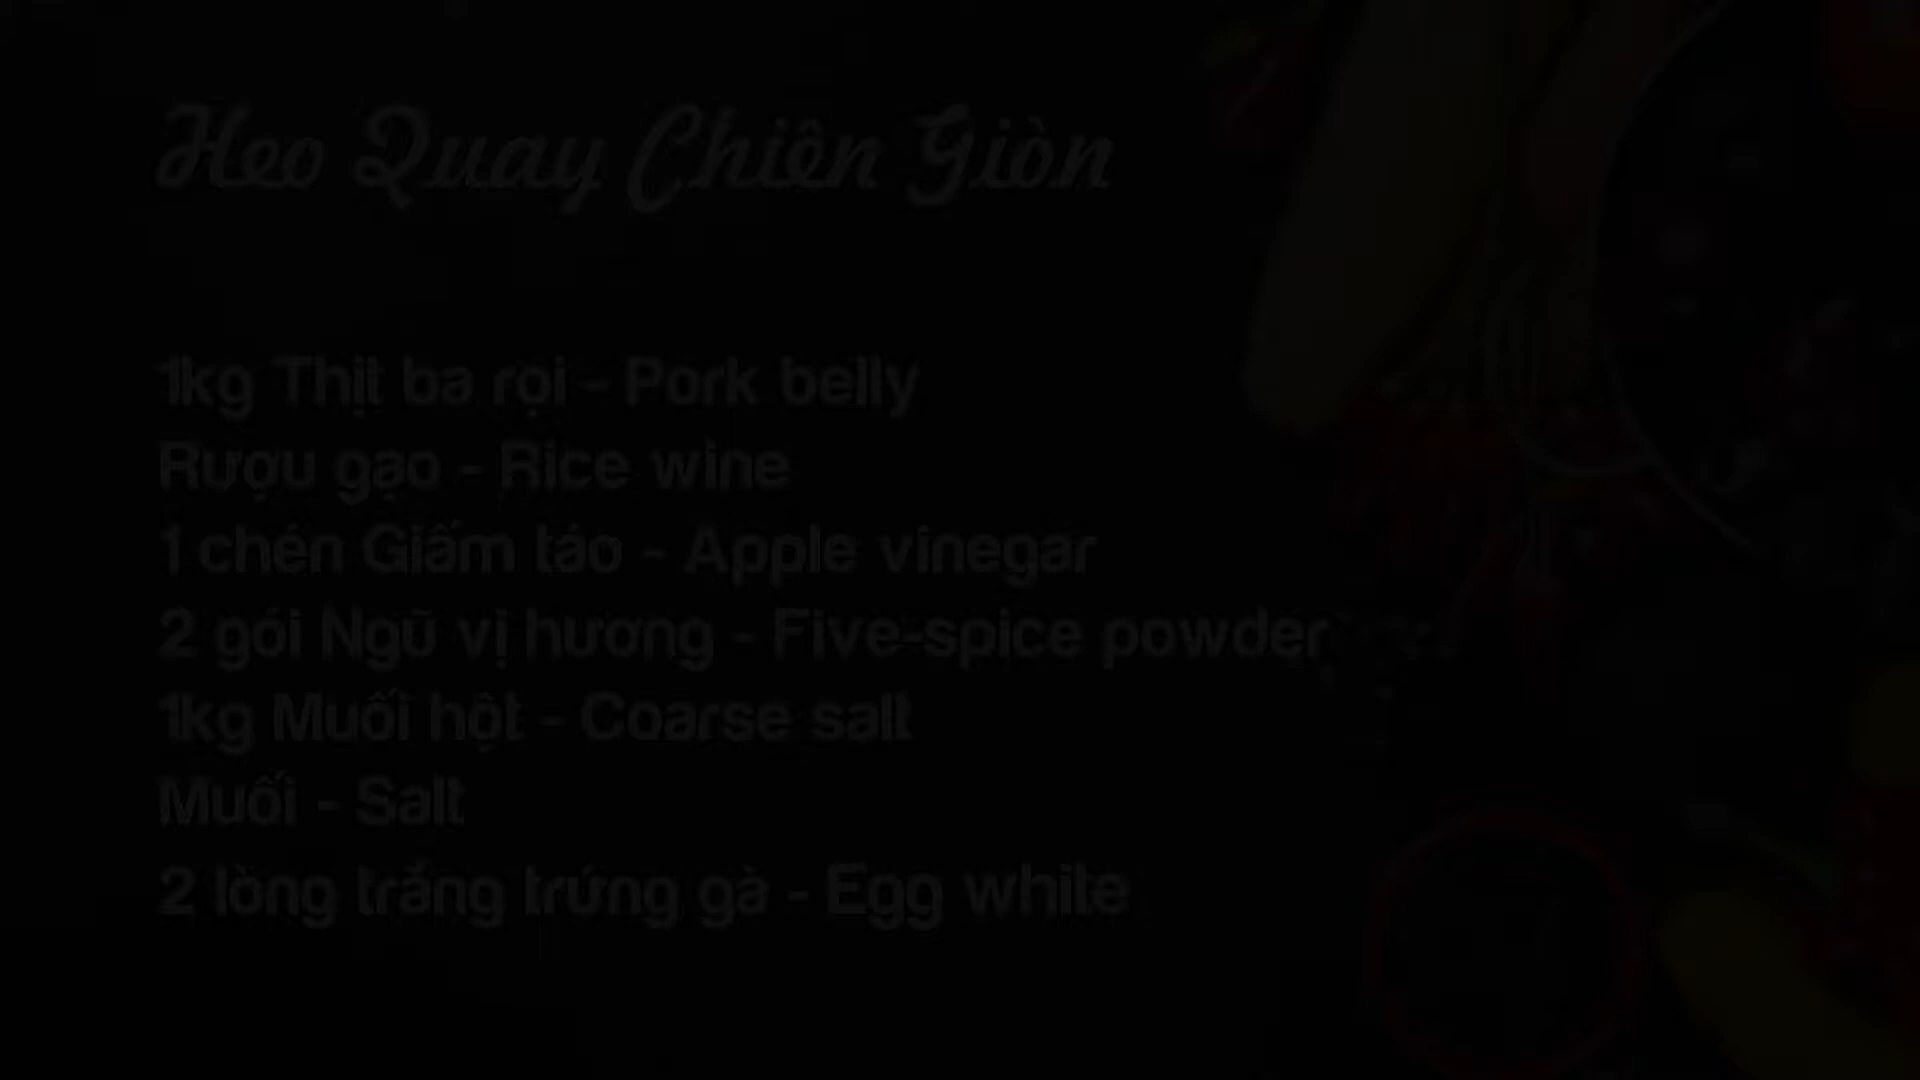 Heo Quay Chiên Giòn
1kg Thịt ba rọi - Pork belly
Rượu gạo - Rice wine
1 chén Giấm táo - Apple vinegar
2 gói Ngũ vị hương - Five-spice powder
1kg Muối hột - Coarse salt
Muối - Salt
2 lòng trắng trứng gà - Egg white